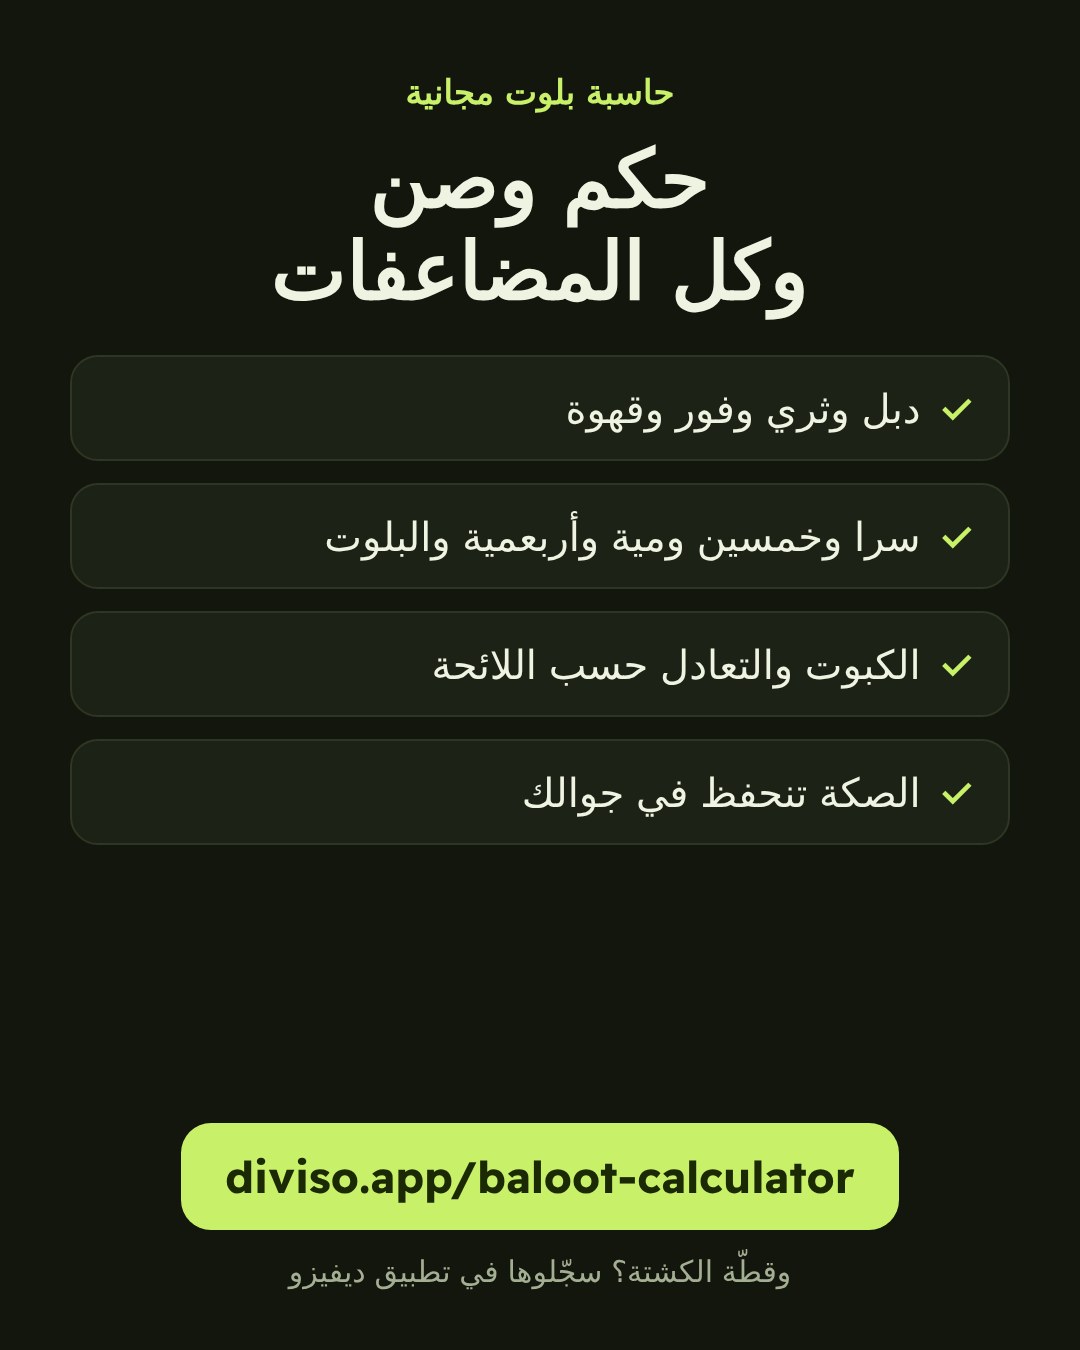 حاسبة بلوت مجانية
حكم وصن
وكل المضاعفات
دبل وثري وفور وقهوة
سرا وخمسين ومية وأربعمية والبلوت
الكبوت والتعادل حسب اللائحة
الصكة تنحفظ في جوالك
diviso.app/baloot-calculator
وقطّة الكشتة؟ سجّلوها في تطبيق ديفيزو